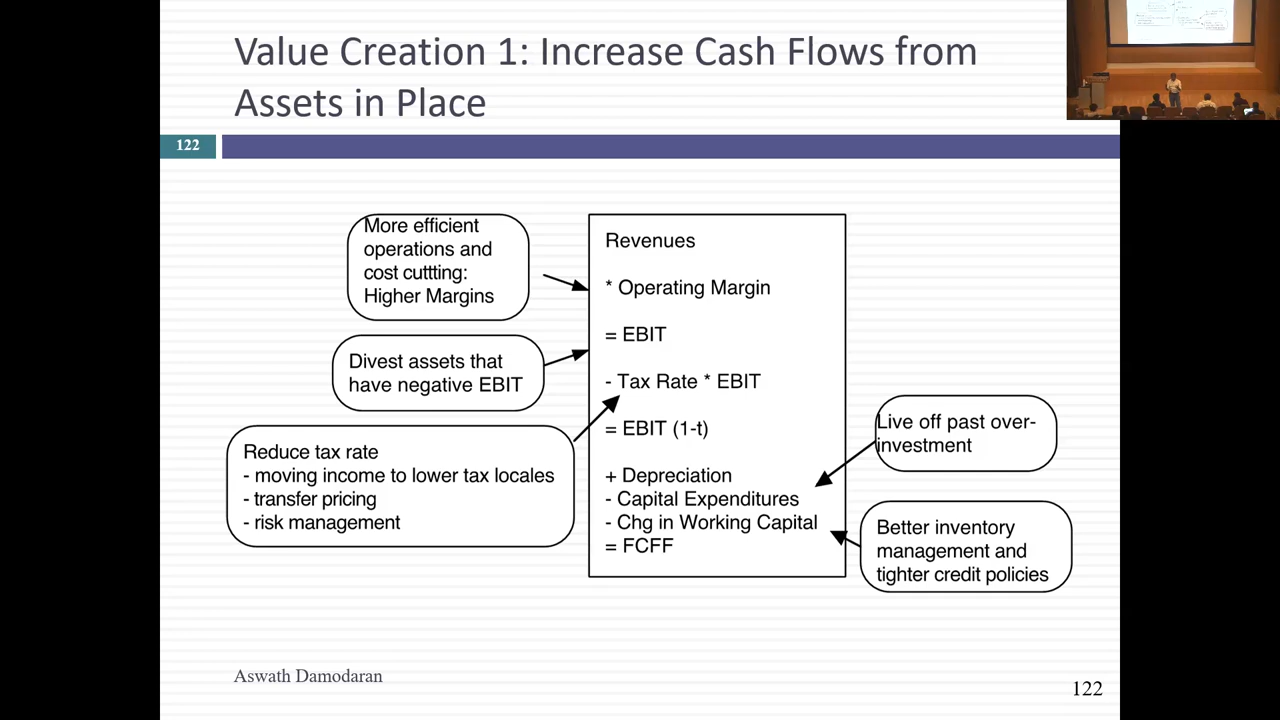 Value Creation 1: Increase Cash Flows from
Assets in Place
122
More efficient
operations and
cost cuttting:
Higher Margins
Divest assets that
have negative EBIT
Reduce tax rate
- moving income to lower tax locales
- transfer pricing
- risk management
Revenues
* Operating Margin
= EBIT
- Tax Rate * EBIT
= EBIT (1-t)
+ Depreciation
- Capital Expenditures
- Chg in Working Capital
= FCFF
Live off past over-
investment
Better inventory
management and
tighter credit policies
Aswath Damodaran
122